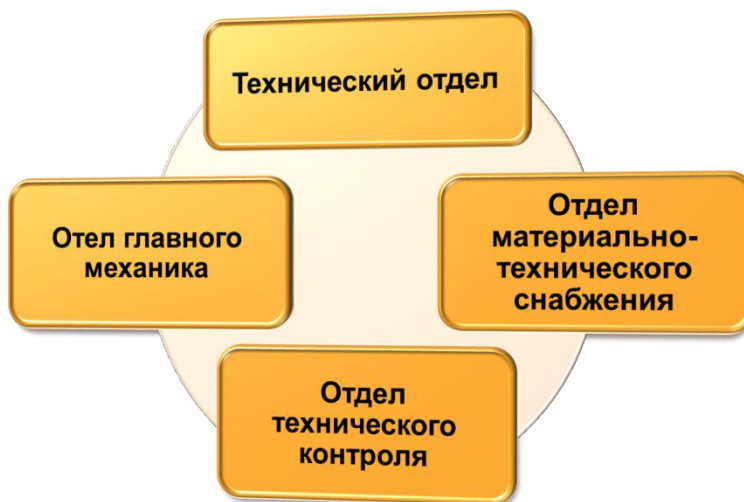 Технический отдел
Отел главного
механика
Отдел
материально-
технического
снабжения
Отдел
технического
контроля